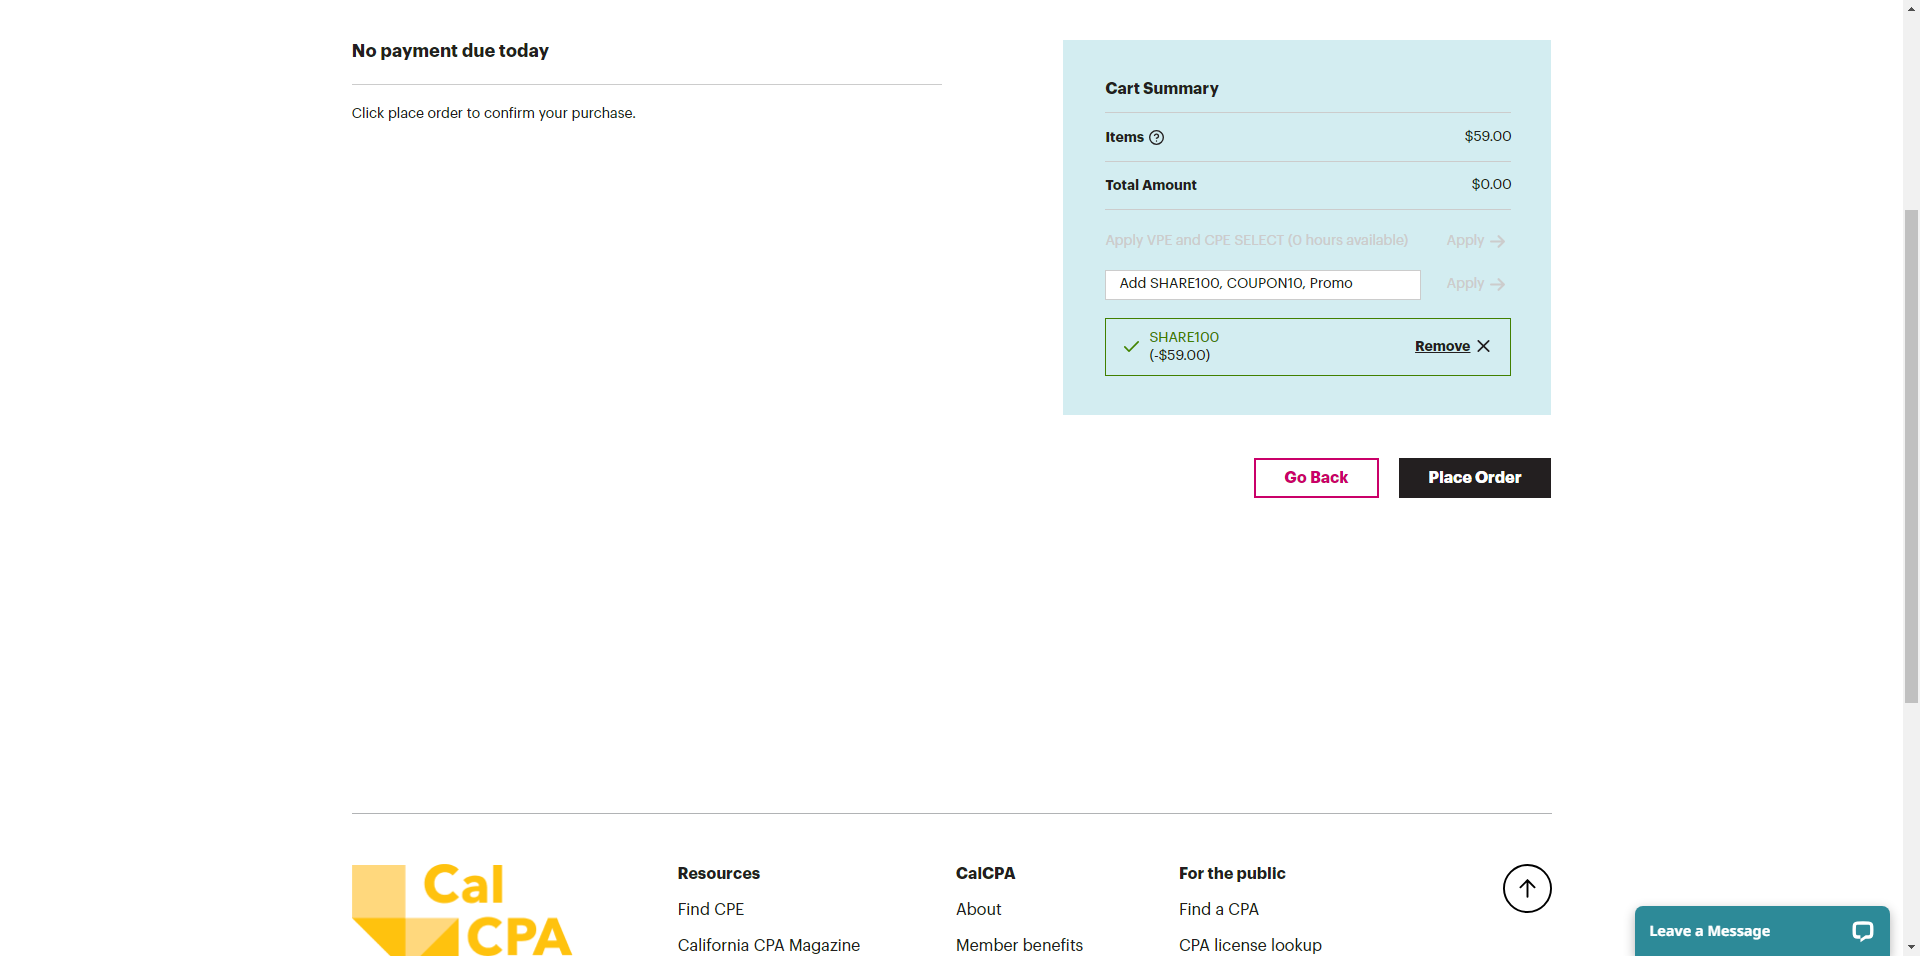 No payment due today
Click place order to confirm your purchase.
Cart Summary
Items $59.00
Total Amount $0.00
Apply VPE and CPE SELECT (0 hours available) Apply
Add SHARE100, COUPON10, Promo Apply
SHARE100
(-$59.00)
Remove
Go Back
Place Order
Cal
CPA
Resources
Find CPE
California CPA Magazine
CalCPA
About
Member benefits
For the public
Find a CPA
CPA license lookup
Leave a Message